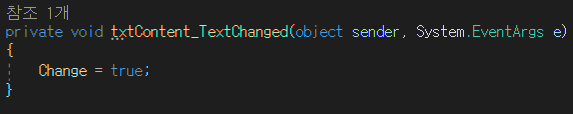 참조 1개
private void txtContent_TextChanged(object sender, System.EventArgs e)
{
    Change = true;
}